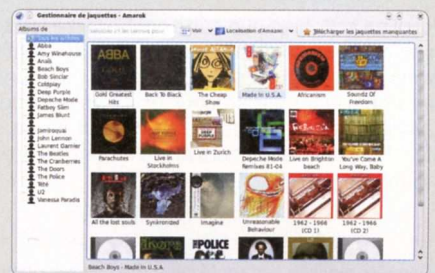 Gestionnaire de jaquettes - Amarok
Albums de
Voir
Localisation d'Amazon
Télécharger les jaquettes manquantes
Tous les artistes
Abba
Amy Winehouse
Anaïs
Beach Boys
Bob Sinclar
Coldplay
Deep Purple
Depeche Mode
Fatboy Slim
James Blunt
Jamiroquai
John Lennon
Laurent Garnier
The Beatles
The Cranberries
The Doors
The Police
Tété
U2
Vanessa Paradis
ABBA
GOLD
Gold Greatest
Hits
Back To Black
The Cheap
Show
Made In U.S.A.
Africanism
Soundz Of
Freedom
Parachutes
Live in
Stockholm
Live in Zurich
Depeche Mode
Remixes 81-04
Live on Brighton
beach
You've Come A
Long Way, Baby
All the lost souls
Synkronized
Imagine
Unreasonable
Behaviour
1962 - 1966
(CD 1)
1962 - 1966
(CD 2)
POLICE
Beach Boys - Made In U.S.A.